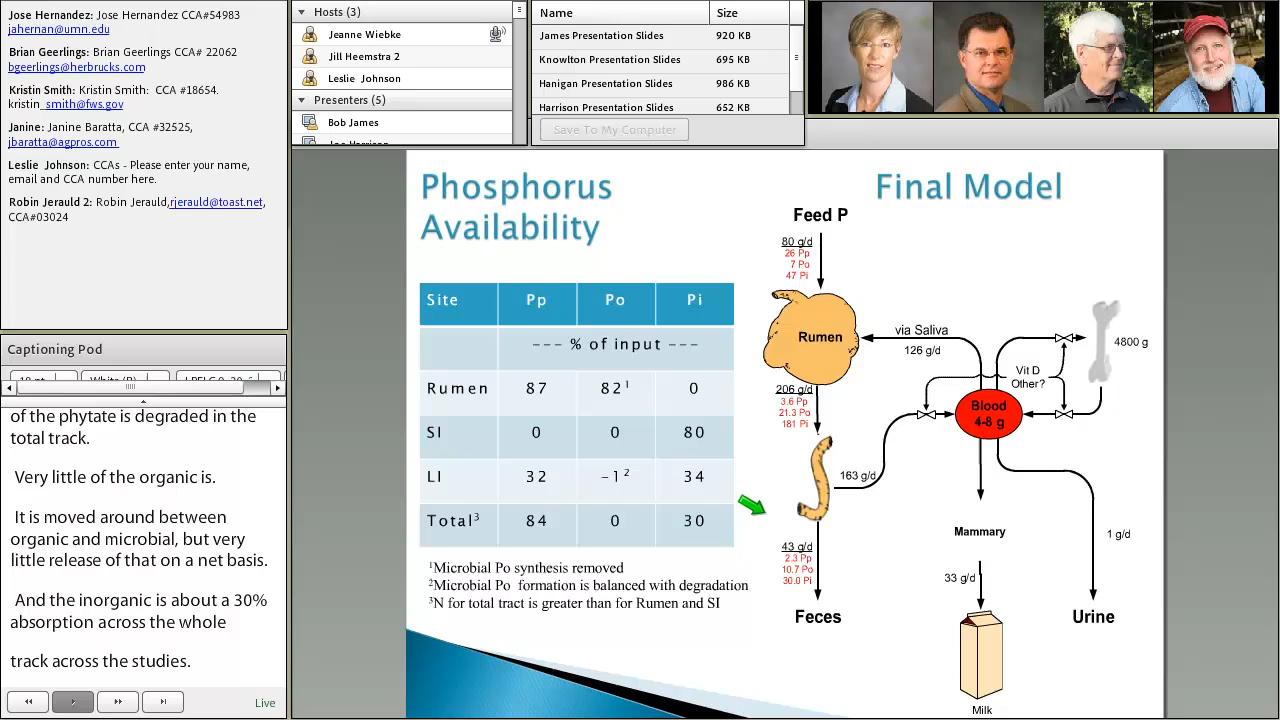 Jose Hernandez: Jose Hernandez CCA#54983
jahernan@umn.edu
Brian Geerlings: Brian Geerlings CCA# 22062
bgeerlings@herbrucks.com
Kristin Smith: Kristin Smith: CCA #18654.
kristin_smith@fws.gov
Janine: Janine Baratta, CCA #32525,
jbaratta@agpros.com
Leslie Johnson: CCAs - Please enter your name,
email and CCA number here.
Robin Jerauld 2: Robin Jerauld,rjerauld@toast.net,
CCA#03024
Captioning Pod
of the phytate is degraded in the
total track.
Very little of the organic is.
It is moved around between
organic and microbial, but very
little release of that on a net basis.
And the inorganic is about a 30%
absorption across the whole
track across the studies.
Live
Hosts (3)
Jeanne Wiebke
Jill Heemstra 2
Leslie Johnson
Presenters (5)
Bob James
Name Size
James Presentation Slides 920 KB
Knowlton Presentation Slides 695 KB
Hanigan Presentation Slides 986 KB
Harrison Presentation Slides 652 KB
Save To My Computer
Phosphorus
Availability
Site Pp Po Pi
--- % of input ---
Rumen 87 82¹ 0
SI 0 0 80
LI 32 -1² 34
Total³ 84 0 30
¹Microbial Po synthesis removed
²Microbial Po formation is balanced with degradation
³N for total tract is greater than for Rumen and SI
Final Model
Feed P
80 g/d
26 Pp
7 Po
47 Pi
Rumen
via Saliva
126 g/d
4800 g
Vit D
Other?
206 g/d
3.6 Pp
21.3 Po
181 Pi
Blood
4-8 g
163 g/d
Mammary
1 g/d
43 g/d
2.3 Pp
10.7 Po
30.0 Pi
33 g/d
Feces
Urine
Milk